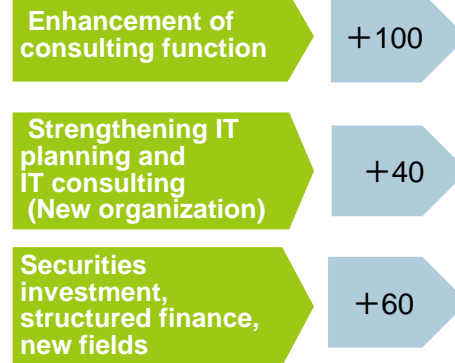 Enhancement of
consulting function
＋100
Strengthening IT
planning and
IT consulting
(New organization)
＋40
Securities
investment,
structured finance,
new fields
＋60